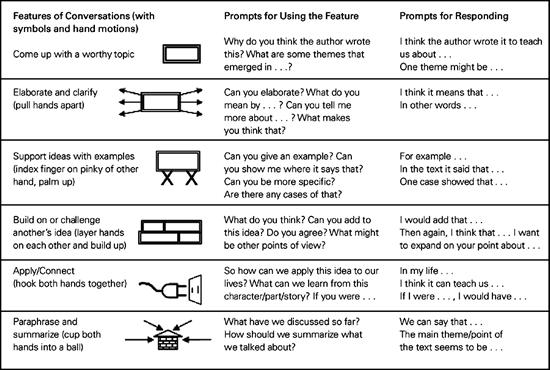 Features of Conversations (with
symbols and hand motions)
Prompts for Using the Feature
Prompts for Responding
Come up with a worthy topic
Why do you think the author wrote
this? What are some themes that
emerged in . . .?
I think the author wrote it to teach
us about . . .
One theme might be . . .
Elaborate and clarify
(pull hands apart)
Can you elaborate? What do you
mean by . . . ? Can you tell me
more about . . . ? What makes
you think that?
I think it means that . . .
In other words . . .
Support ideas with examples
(index finger on pinky of other
hand, palm up)
Can you give an example? Can
you show me where it says that?
Can you be more specific?
Are there any cases of that?
For example . . .
In the text it said that . . .
One case showed that . . .
Build on or challenge
another's idea (layer hands
on each other and build up)
What do you think? Can you add to
this idea? Do you agree? What might
be other points of view?
I would add that . . .
Then again, I think that . . . I want
to expand on your point about . . .
Apply/Connect
(hook both hands together)
So how can we apply this idea to our
lives? What can we learn from this
character/part/story? If you were . . .
In my life . . .
I think it can teach us . . .
If I were . . . , I would have . . .
Paraphrase and
summarize (cup both
hands into a ball)
What have we discussed so far?
How should we summarize what
we talked about?
We can say that . . .
The main theme/point of
the text seems to be . . .